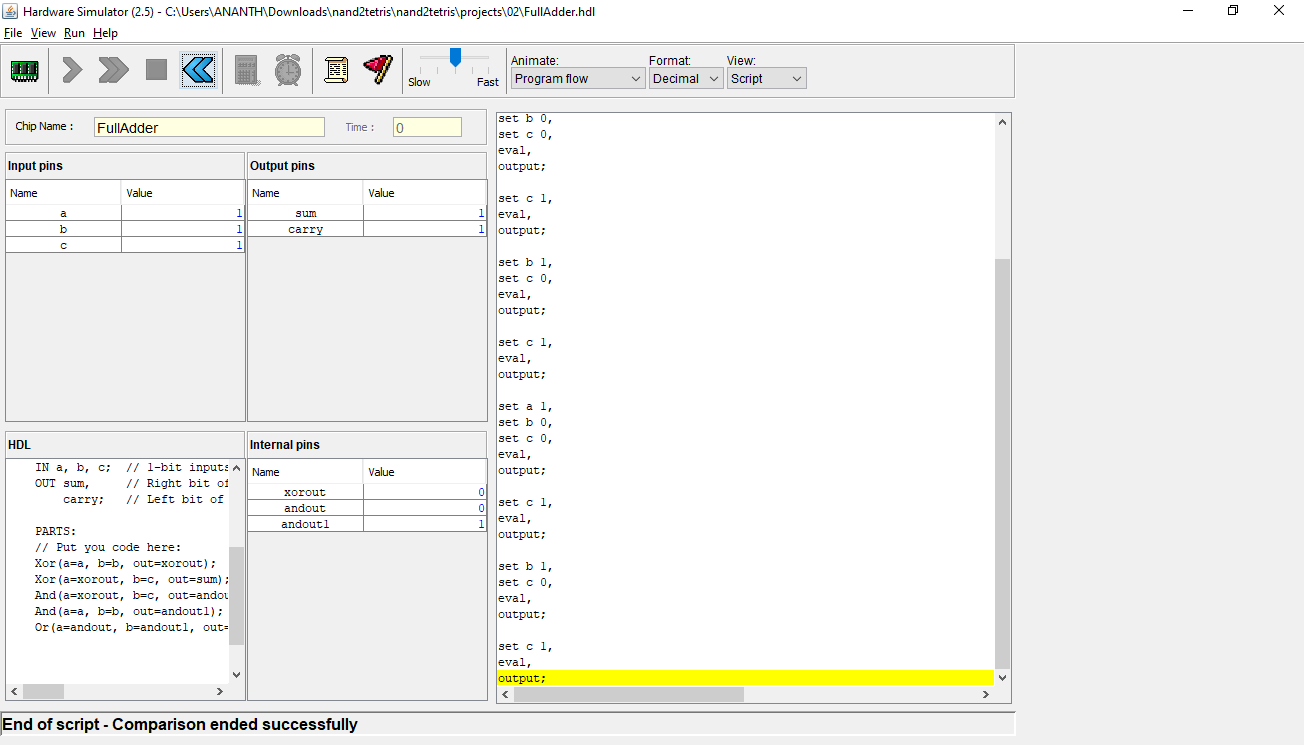 Hardware Simulator (2.5) - C:\Users\ANANTH\Downloads\nand2tetris\nand2tetris\projects\02\FullAdder.hdl
File View Run Help
Slow Fast
Animate: Format: View:
Program flow Decimal Script
Chip Name : FullAdder Time : 0
Input pins
Name Value
a 1
b 1
c 1
Output pins
Name Value
sum 1
carry 1
HDL
IN a, b, c; // 1-bit inputs
OUT sum, // Right bit of
carry; // Left bit of
PARTS:
// Put you code here:
Xor(a=a, b=b, out=xorout);
Xor(a=xorout, b=c, out=sum);
And(a=xorout, b=c, out=andou
And(a=a, b=b, out=andout1);
Or(a=andout, b=andout1, out=
Internal pins
Name Value
xorout 0
andout 0
andout1 1
set b 0,
set c 0,
eval,
output;
set c 1,
eval,
output;
set b 1,
set c 0,
eval,
output;
set c 1,
eval,
output;
set a 1,
set b 0,
set c 0,
eval,
output;
set c 1,
eval,
output;
set b 1,
set c 0,
eval,
output;
set c 1,
eval,
output;
End of script - Comparison ended successfully